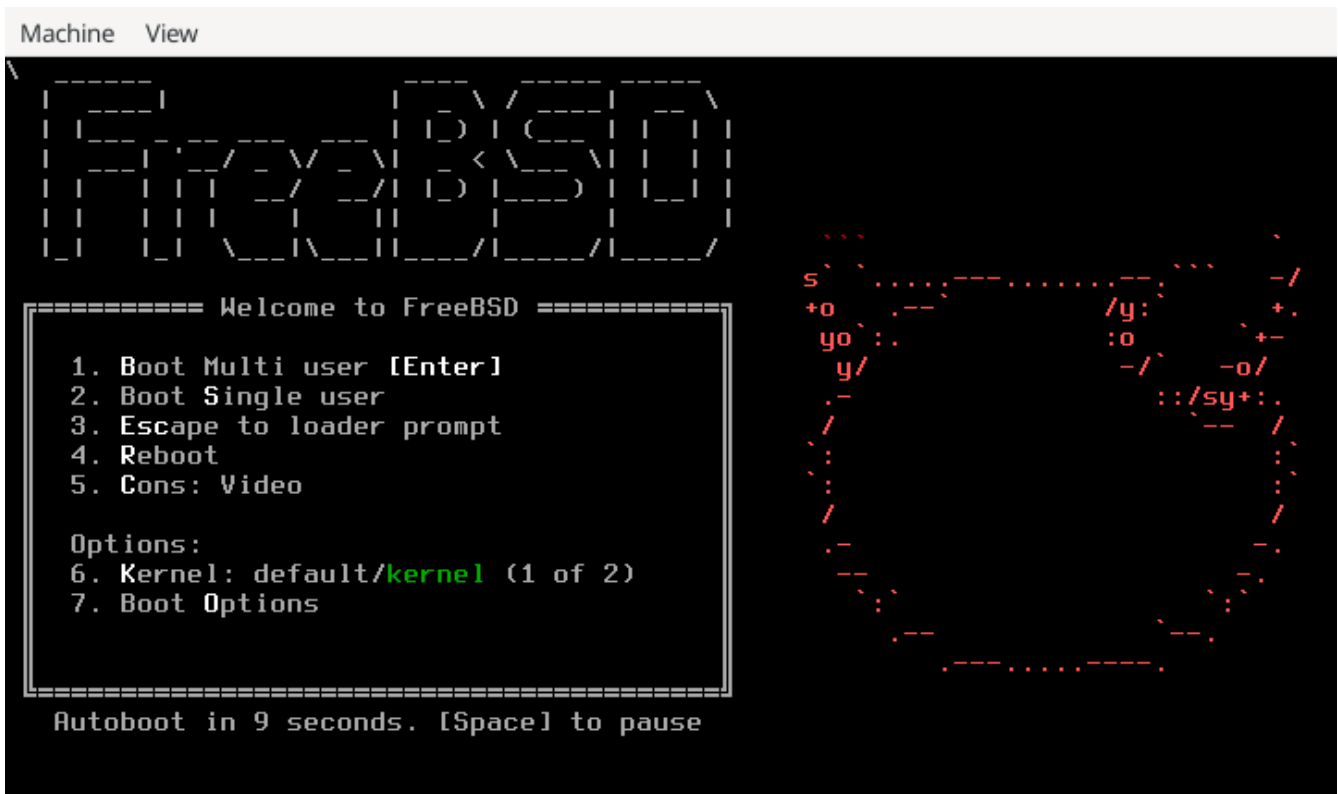 Machine View
FreeBSD
Welcome to FreeBSD
1. Boot Multi user [Enter]
2. Boot Single user
3. Escape to loader prompt
4. Reboot
5. Cons: Video
Options:
6. Kernel: default/kernel (1 of 2)
7. Boot Options
Autoboot in 9 seconds. [Space] to pause